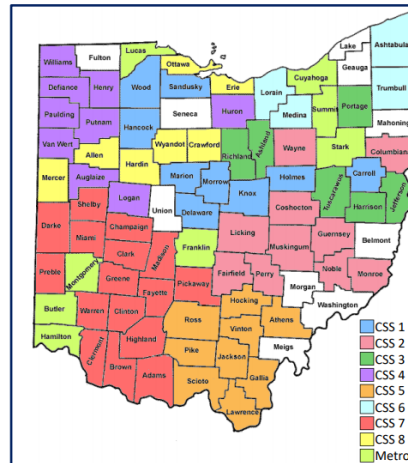 Ashtabula
Lake
Geauga
Fulton
Lucas
Ottawa
Williams
Cuyahoga
Trumbull
Defiance
Henry
Wood
Sandusky
Erie
Lorain
Portage
Summit
Medina
Huron
Paulding
Seneca
Mahoning
Putnam
Hancock
Ashland
Van Wert
Wyandot
Crawford
Richland
Wayne
Stark
Columbiana
Allen
Hardin
Mercer
Auglaize
Marion
Morrow
Holmes
Carroll
Tuscarawus
Jefferson
Shelby
Logan
Union
Knox
Coshocton
Harrison
Delaware
Darke
Miami
Champaign
Licking
Guernsey
Belmont
Clark
Madison
Franklin
Muskingum
Preble
Montgomery
Greene
Fairfield
Perry
Noble
Monroe
Fayette
Pickaway
Morgan
Butler
Warren
Clinton
Hocking
Washington
Ross
Athens
Hamilton
Clermont
Highland
Vinton
Meigs
Pike
Jackson
Brown
Adams
Scioto
Gallia
Lawrence
CSS 1
CSS 2
CSS 3
CSS 4
CSS 5
CSS 6
CSS 7
CSS 8
Metro